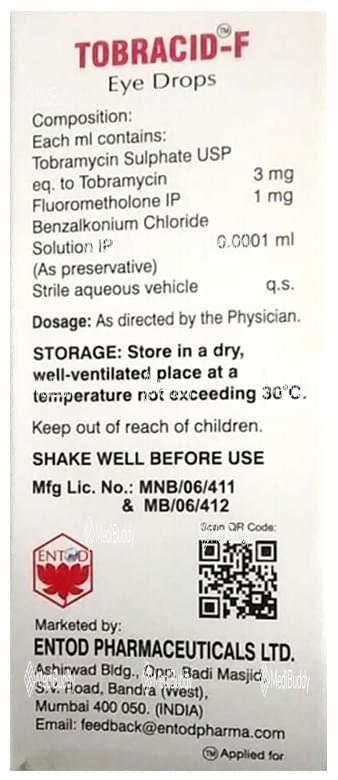 TOBRACID™-F
Eye Drops
Composition:
Each ml contains:
Tobramycin Sulphate USP
eq. to Tobramycin 3 mg
Fluorometholone IP 1 mg
Benzalkonium Chloride
Solution IP 0.0001 ml
(As preservative)
Strile aqueous vehicle q.s.
Dosage: As directed by the Physician.
STORAGE: Store in a dry,
well-ventilated place at a
temperature not exceeding 30°C.
Keep out of reach of children.
SHAKE WELL BEFORE USE
Mfg Lic. No.: MNB/06/411
& MB/06/412
Scan QR Code:
ENTOD
MediBuddy
Marketed by:
ENTOD PHARMACEUTICALS LTD.
Ashirwad Bldg., Opp. Badi Masjid,
S.V. Road, Bandra (West),
MediBuddy
Mumbai 400 050. (INDIA)
Email: feedback@entodpharma.com
™ Applied for